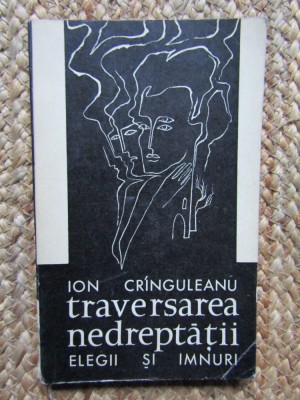 ION CRÎNGULEANU
traversarea
nedreptății
ELEGII ȘI IMNURI